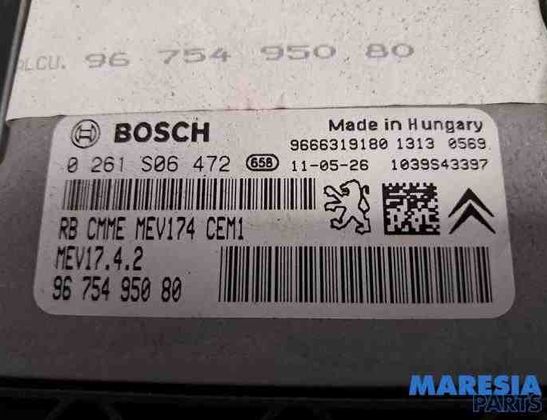 ALCU. 96 754 950 80
BOSCH
Made in Hungary
9666319180 1313 0569
0 261 S06 472 658 11-05-26 1039S43397
RB CMME MEV174 CEM1
MEV17.4.2
96 754 950 80
MARESIA
PARTS